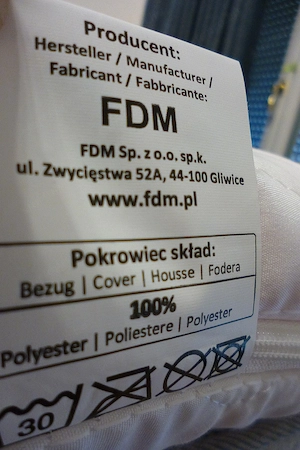 Producent:
Hersteller / Manufacturer /
Fabricant / Fabbricante:
FDM
FDM Sp. z o.o. sp.k.
ul. Zwycięstwa 52A, 44-100 Gliwice
www.fdm.pl
Pokrowiec skład:
Bezug | Cover | Housse | Fodera
100%
Polyester | Poliestere | Polyester
30